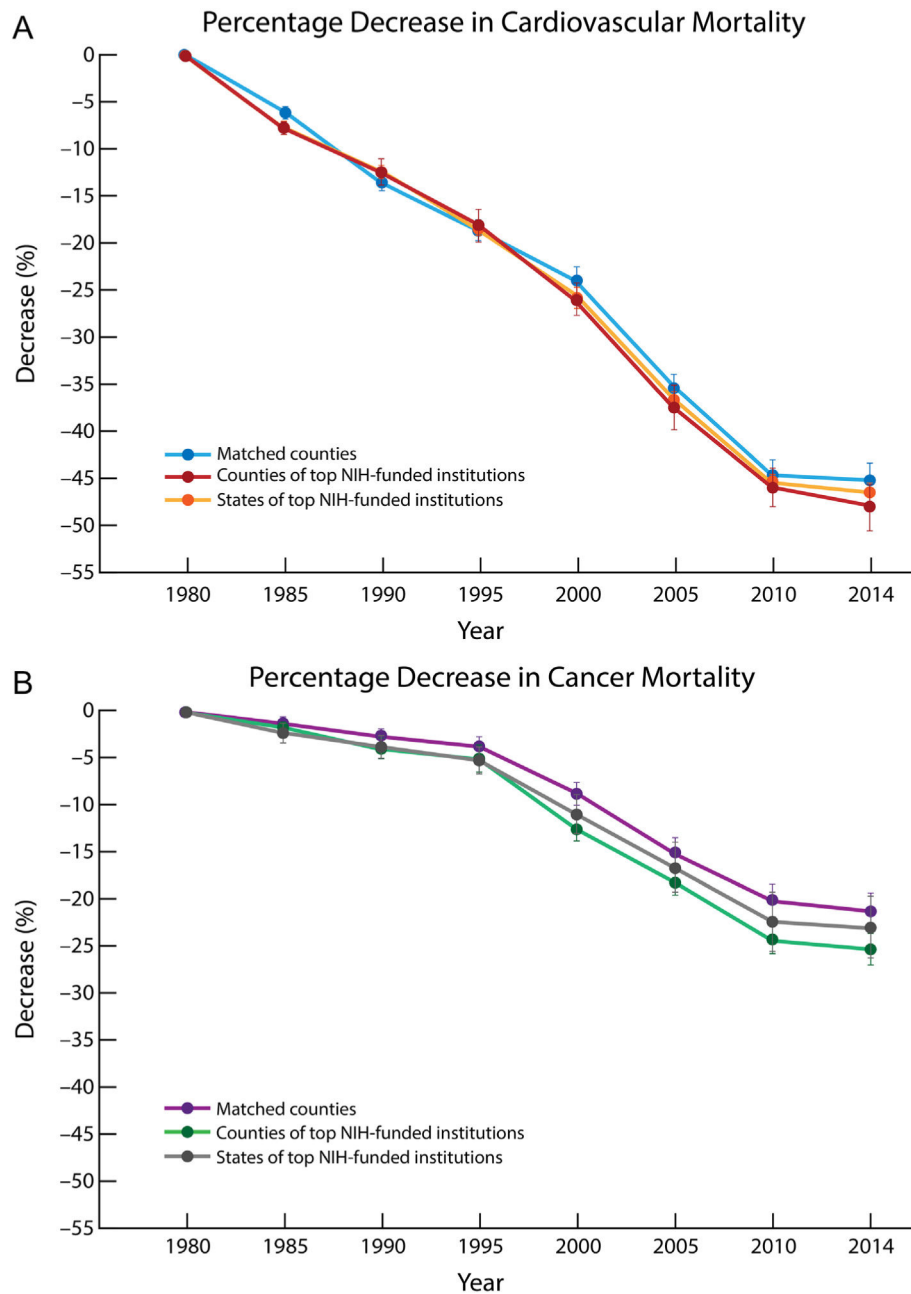 A
Percentage Decrease in Cardiovascular Mortality
0
–5
–10
–15
–20
–25
–30
–35
–40
–45
–50
–55
Decrease (%)
Matched counties
Counties of top NIH-funded institutions
States of top NIH-funded institutions
1980 1985 1990 1995 2000 2005 2010 2014
Year
B
Percentage Decrease in Cancer Mortality
0
–5
–10
–15
–20
–25
–30
–35
–40
–45
–50
–55
Decrease (%)
Matched counties
Counties of top NIH-funded institutions
States of top NIH-funded institutions
1980 1985 1990 1995 2000 2005 2010 2014
Year